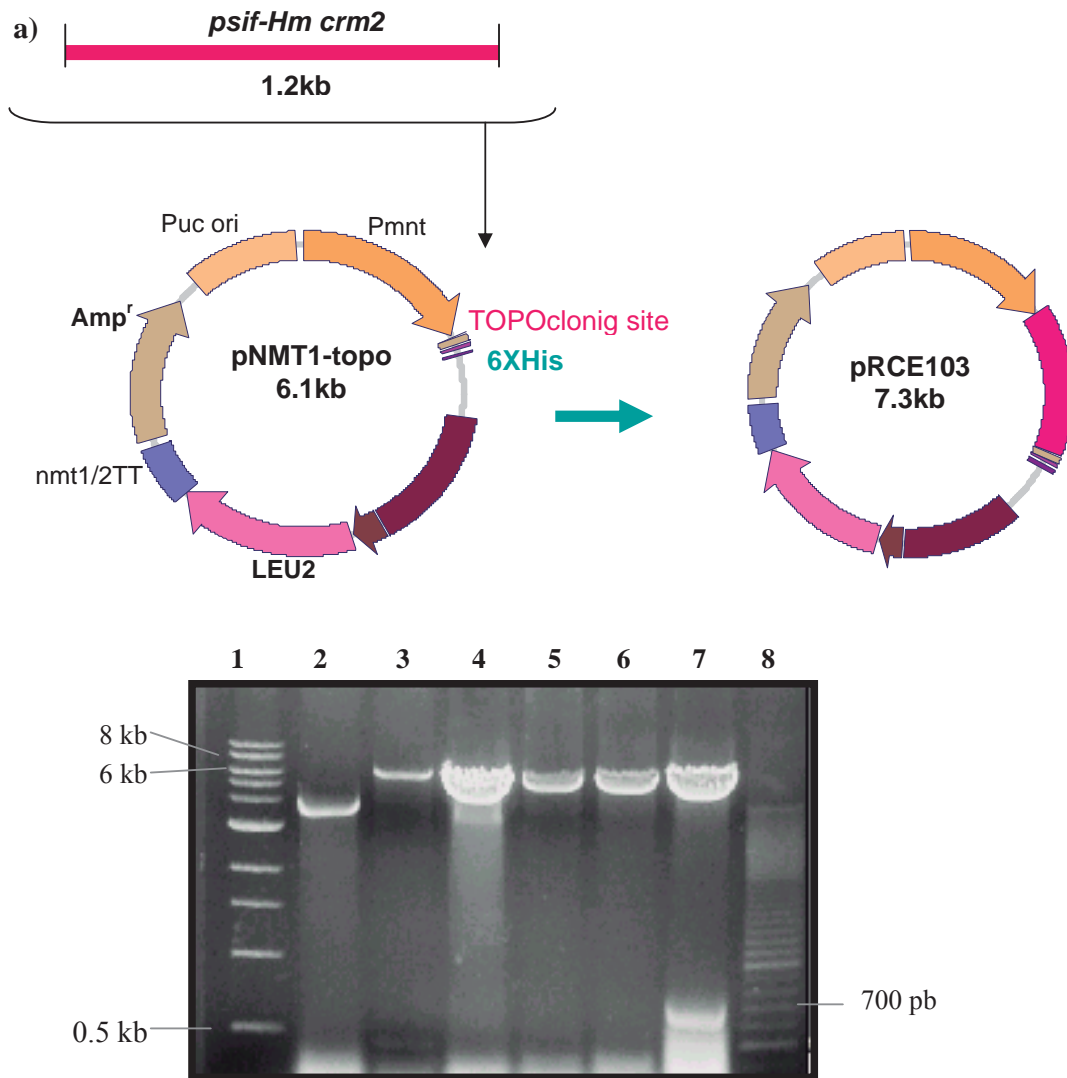 a)
psif-Hm crm2
1.2kb
Puc ori
Pmnt
Ampʳ
TOPOclonig site
6XHis
pNMT1-topo
6.1kb
pRCE103
7.3kb
nmt1/2TT
LEU2
1 2 3 4 5 6 7 8
8 kb
6 kb
700 pb
0.5 kb